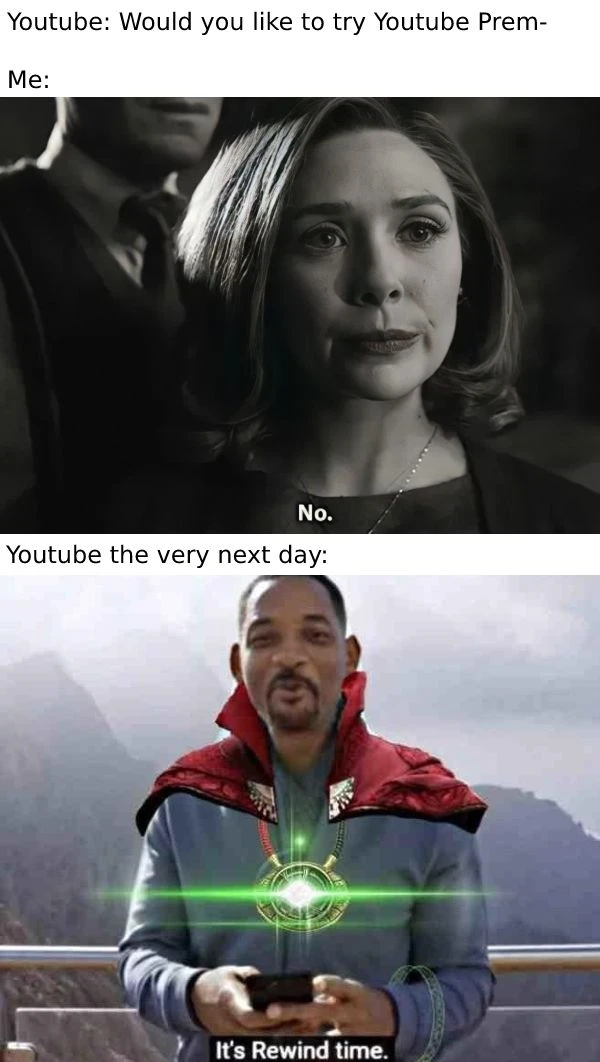 Youtube: Would you like to try Youtube Prem-
Me:
No.
Youtube the very next day:
It's Rewind time.